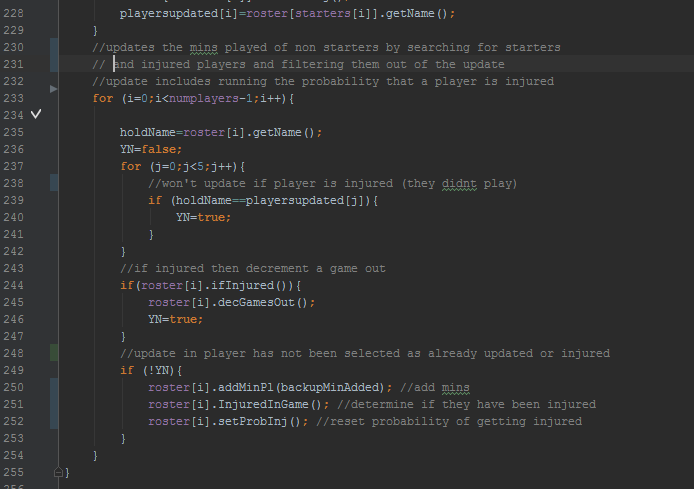 228 playersupdated[i]=roster[starters[i]].getName();
229 }
230 //updates the mins played of non starters by searching for starters
231 // and injured players and filtering them out of the update
232 //update includes running the probability that a player is injured
233 for (i=0;i<numplayers-1;i++){
234
235 holdName=roster[i].getName();
236 YN=false;
237 for (j=0;j<5;j++){
238 //won't update if player is injured (they didnt play)
239 if (holdName==playersupdated[j]){
240 YN=true;
241 }
242 }
243 //if injured then decrement a game out
244 if(roster[i].ifInjured()){
245 roster[i].decGamesOut();
246 YN=true;
247 }
248 //update in player has not been selected as already updated or injured
249 if (!YN){
250 roster[i].addMinPl(backupMinAdded); //add mins
251 roster[i].InjuredInGame(); //determine if they have been injured
252 roster[i].setProbInj(); //reset probability of getting injured
253 }
254 }
255 }